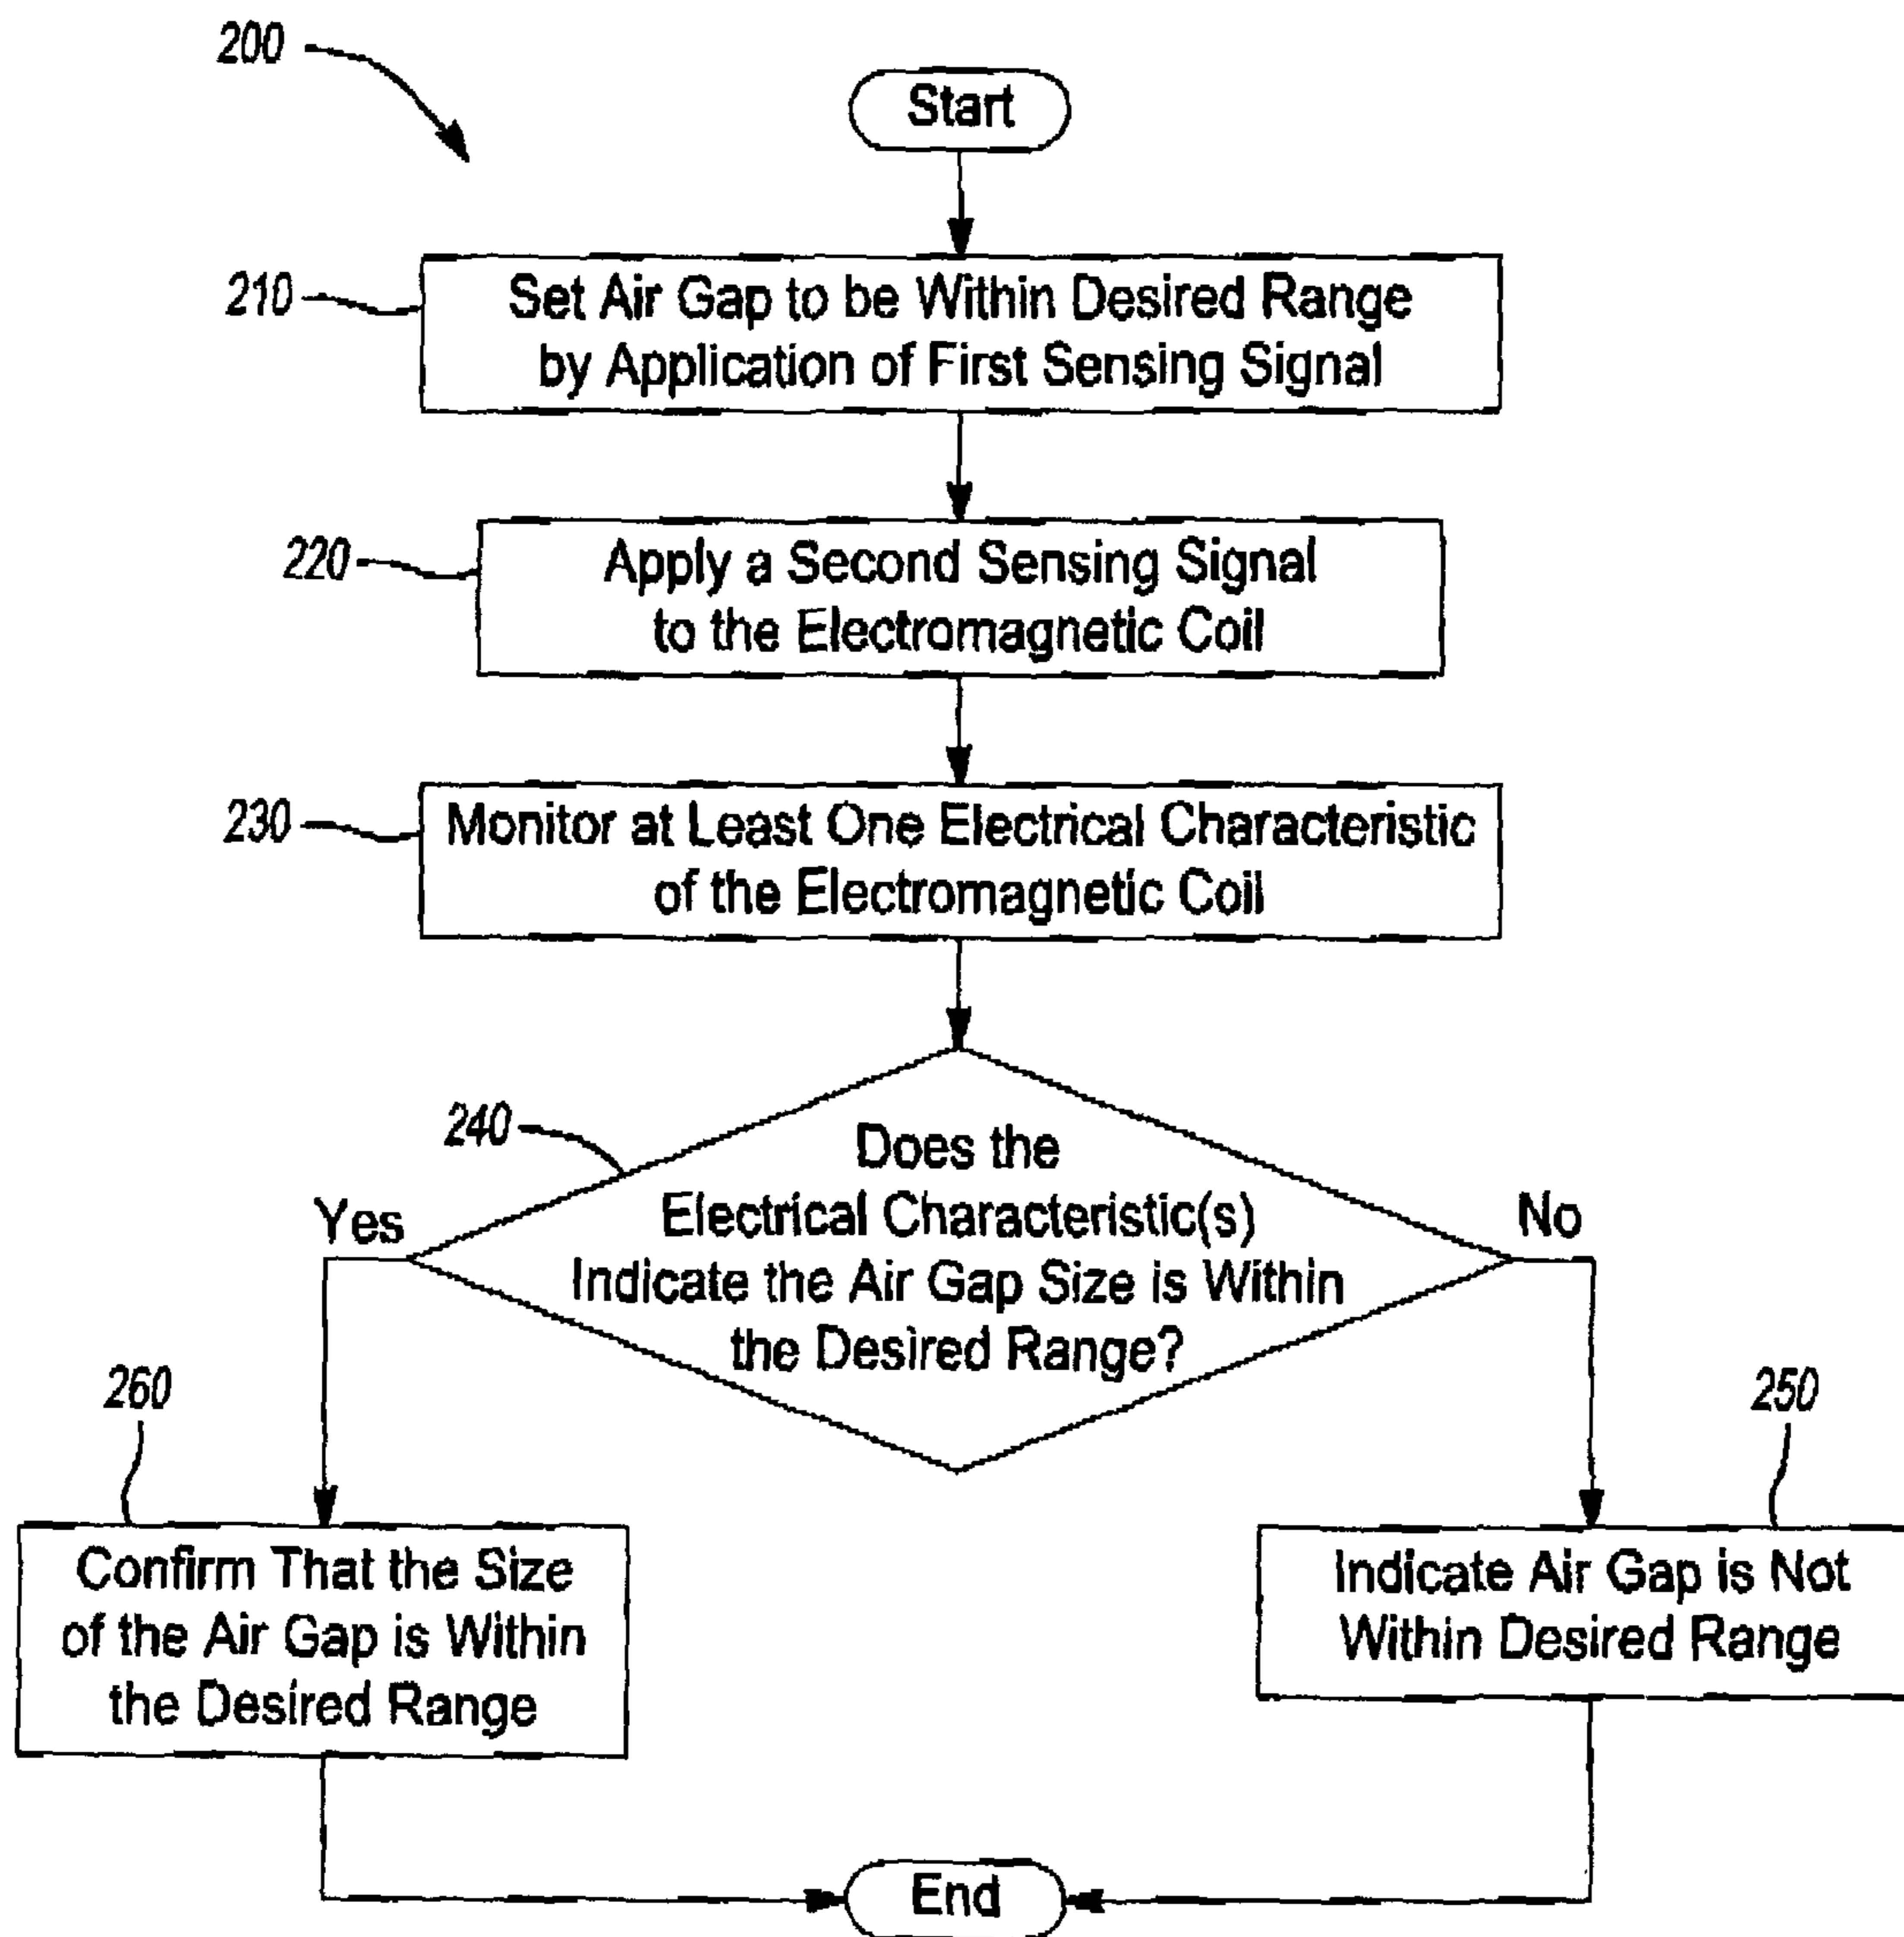 200
Start
210
Set Air Gap to be Within Desired Range
by Application of First Sensing Signal
220
Apply a Second Sensing Signal
to the Electromagnetic Coil
230
Monitor at Least One Electrical Characteristic
of the Electromagnetic Coil
240
Does the
Electrical Characteristic(s)
Indicate the Air Gap Size is Within
the Desired Range?
Yes
No
260
Confirm That the Size
of the Air Gap is Within
the Desired Range
250
Indicate Air Gap is Not
Within Desired Range
End